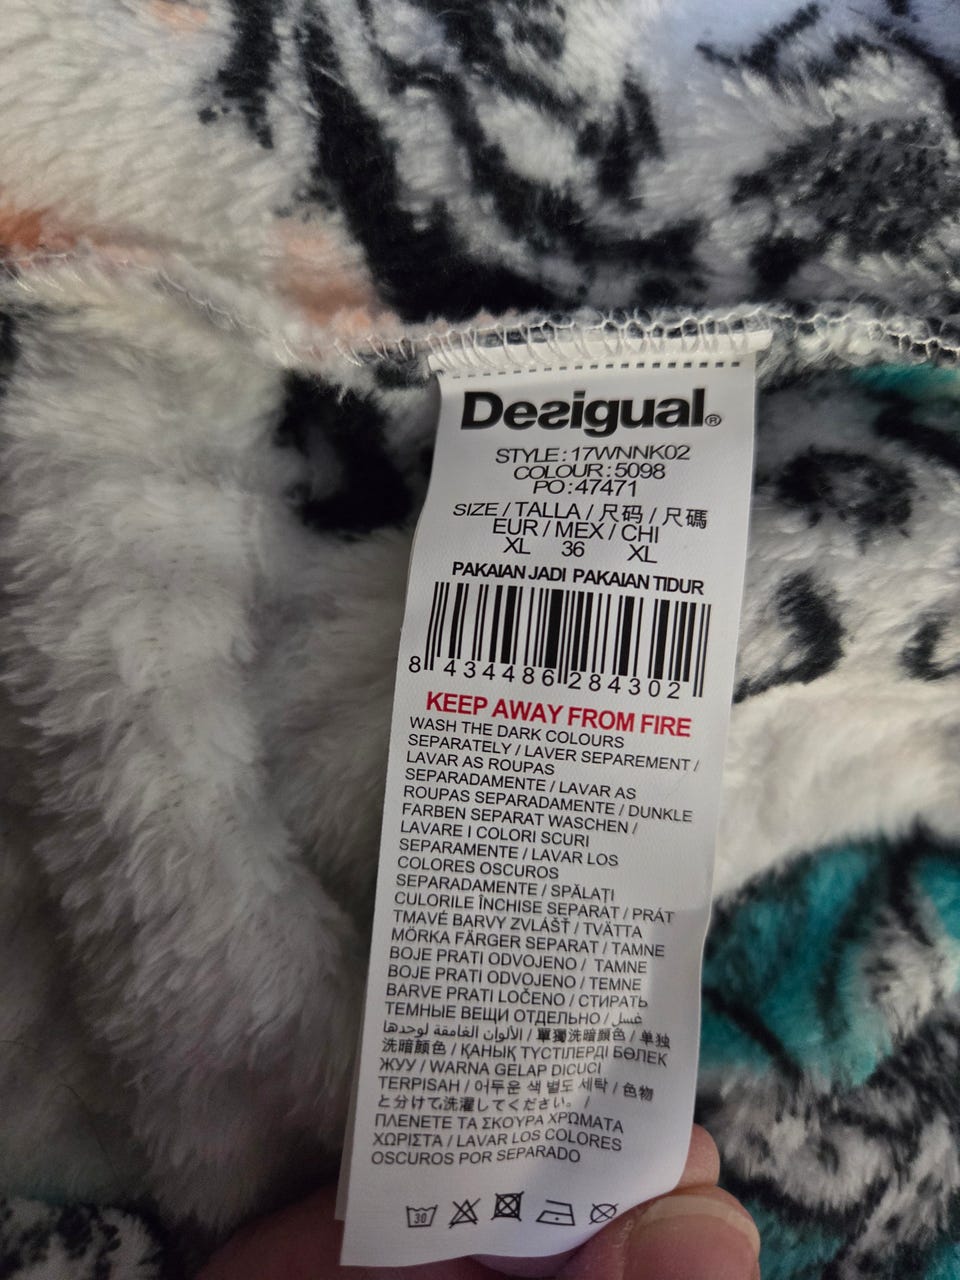 Desigual®
STYLE: 17WNNK02
COLOUR: 5098
PO: 47471
SIZE / TALLA / 尺码 / 尺碼
EUR / MEX / CHI
XL 36 XL
PAKAIAN JADI PAKAIAN TIDUR
8 434486 284302
KEEP AWAY FROM FIRE
WASH THE DARK COLOURS
SEPARATELY / LAVER SEPAREMENT /
LAVAR AS ROUPAS
SEPARADAMENTE / LAVAR AS
ROUPAS SEPARADAMENTE / DUNKLE
FARBEN SEPARAT WASCHEN /
LAVARE I COLORI SCURI
SEPARAMENTE / LAVAR LOS
COLORES OSCUROS
SEPARADAMENTE / SPĂLAȚI
CULORILE ÎNCHISE SEPARAT / PRÁT
TMAVÉ BARVY ZVLÁŠŤ / TVÄTTA
MÖRKA FÄRGER SEPARAT / TAMNE
BOJE PRATI ODVOJENO / TAMNE
BOJE PRATI ODVOJENO / TEMNE
BARVE PRATI LOČENO / СТИРАТЬ
ТЕМНЫЕ ВЕЩИ ОТДЕЛЬНО / غسل
الألوان الغامقة لوحدها / 單獨洗暗顏色 / 单独
洗暗颜色 / ҚАНЫҚ ТҮСТІЛЕРДІ БӨЛЕК
ЖУУ / WARNA GELAP DICUCI
TERPISAH / 어두운 색 별도 세탁 / 色物
と分けて洗濯してください。 /
ΠΛΕΝΕΤΕ ΤΑ ΣΚΟΥΡΑ ΧΡΩΜΑΤΑ
ΧΩΡΙΣΤΑ / LAVAR LOS COLORES
OSCUROS POR SEPARADO
30